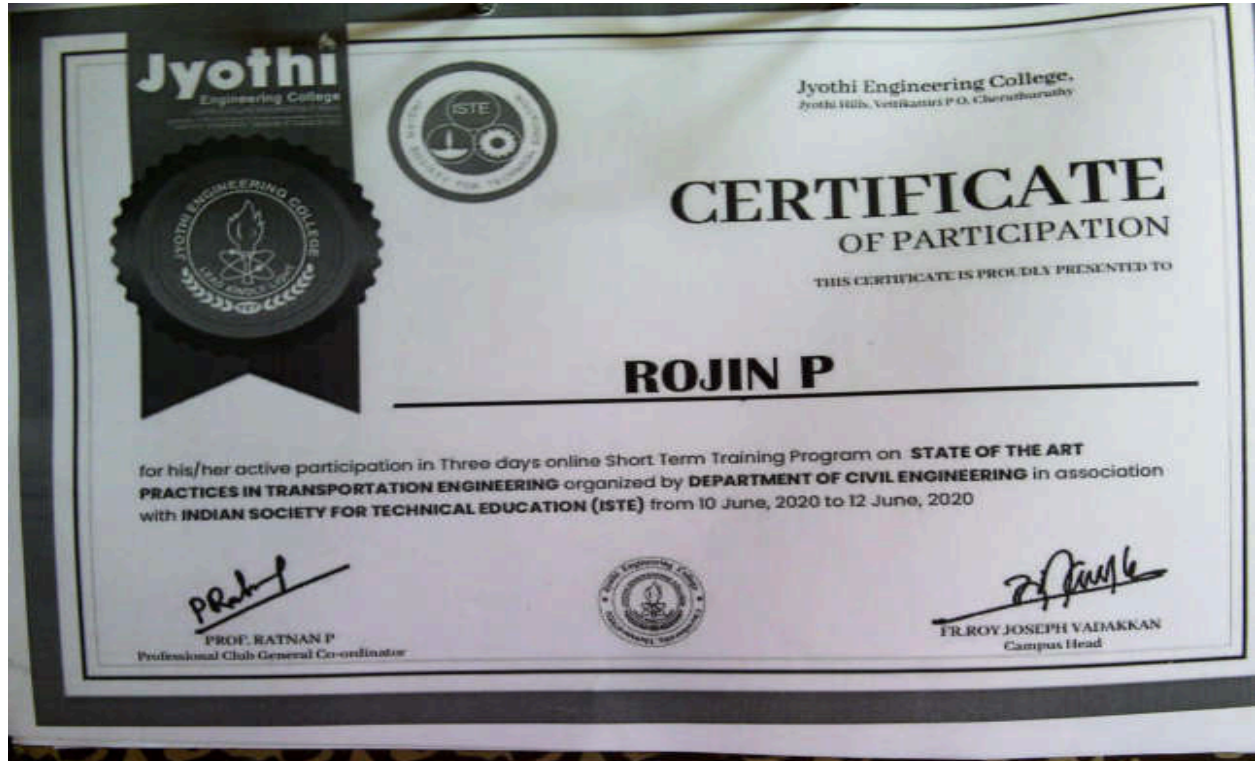 Jyothi
Engineering College
ISTE
JYOTHI ENGINEERING COLLEGE
Jyothi Engineering College,
Jyothi Hills, Vettikattiri P O, Cheruthuruthy
CERTIFICATE
OF PARTICIPATION
THIS CERTIFICATE IS PROUDLY PRESENTED TO
ROJIN P
for his/her active participation in Three days online Short Term Training Program on STATE OF THE ART
PRACTICES IN TRANSPORTATION ENGINEERING organized by DEPARTMENT OF CIVIL ENGINEERING in association
with INDIAN SOCIETY FOR TECHNICAL EDUCATION (ISTE) from 10 June, 2020 to 12 June, 2020
PROF. RATNAN P
Professional Club General Co-ordinator
FR.ROY JOSEPH VADAKKAN
Campus Head